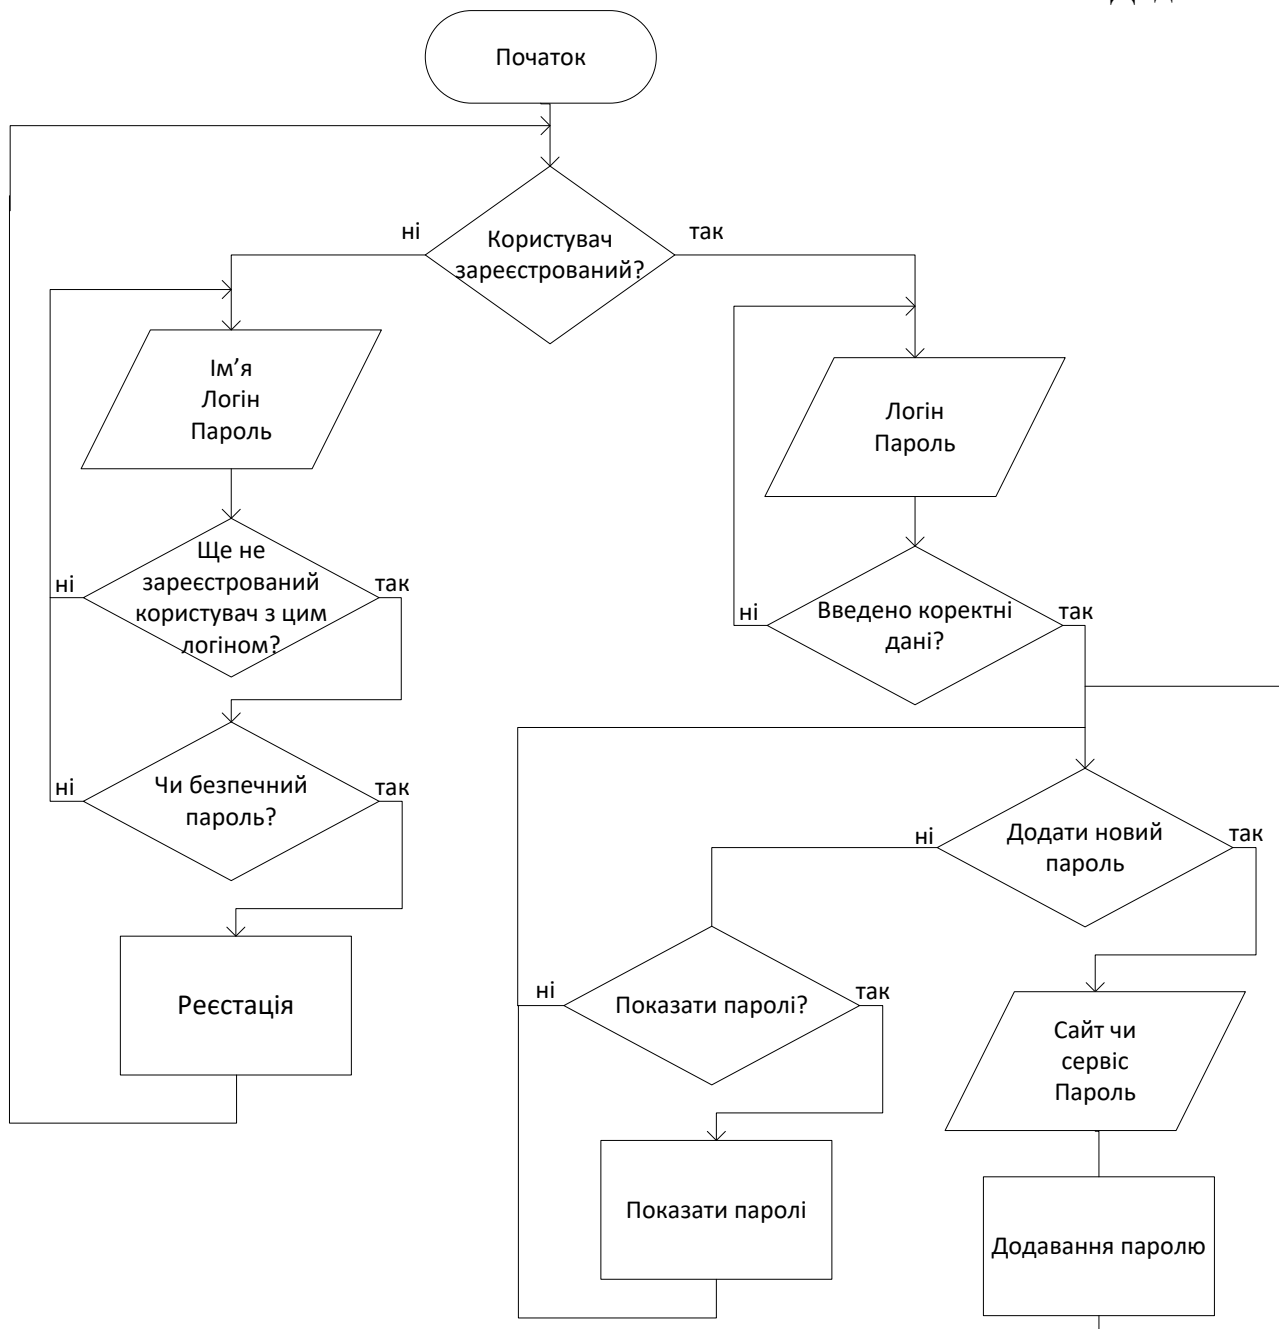 Початок
ні
так
Користувач
зареєстрований?
Ім’я
Логін
Пароль
Логін
Пароль
Ще не
зареєстрований
користувач з цим
логіном?
ні
так
Введено коректні
дані?
ні
так
Чи безпечний
пароль?
ні
так
Додати новий
пароль
ні
так
Реєстація
Показати паролі?
ні
так
Сайт чи
сервіс
Пароль
Показати паролі
Додавання паролю